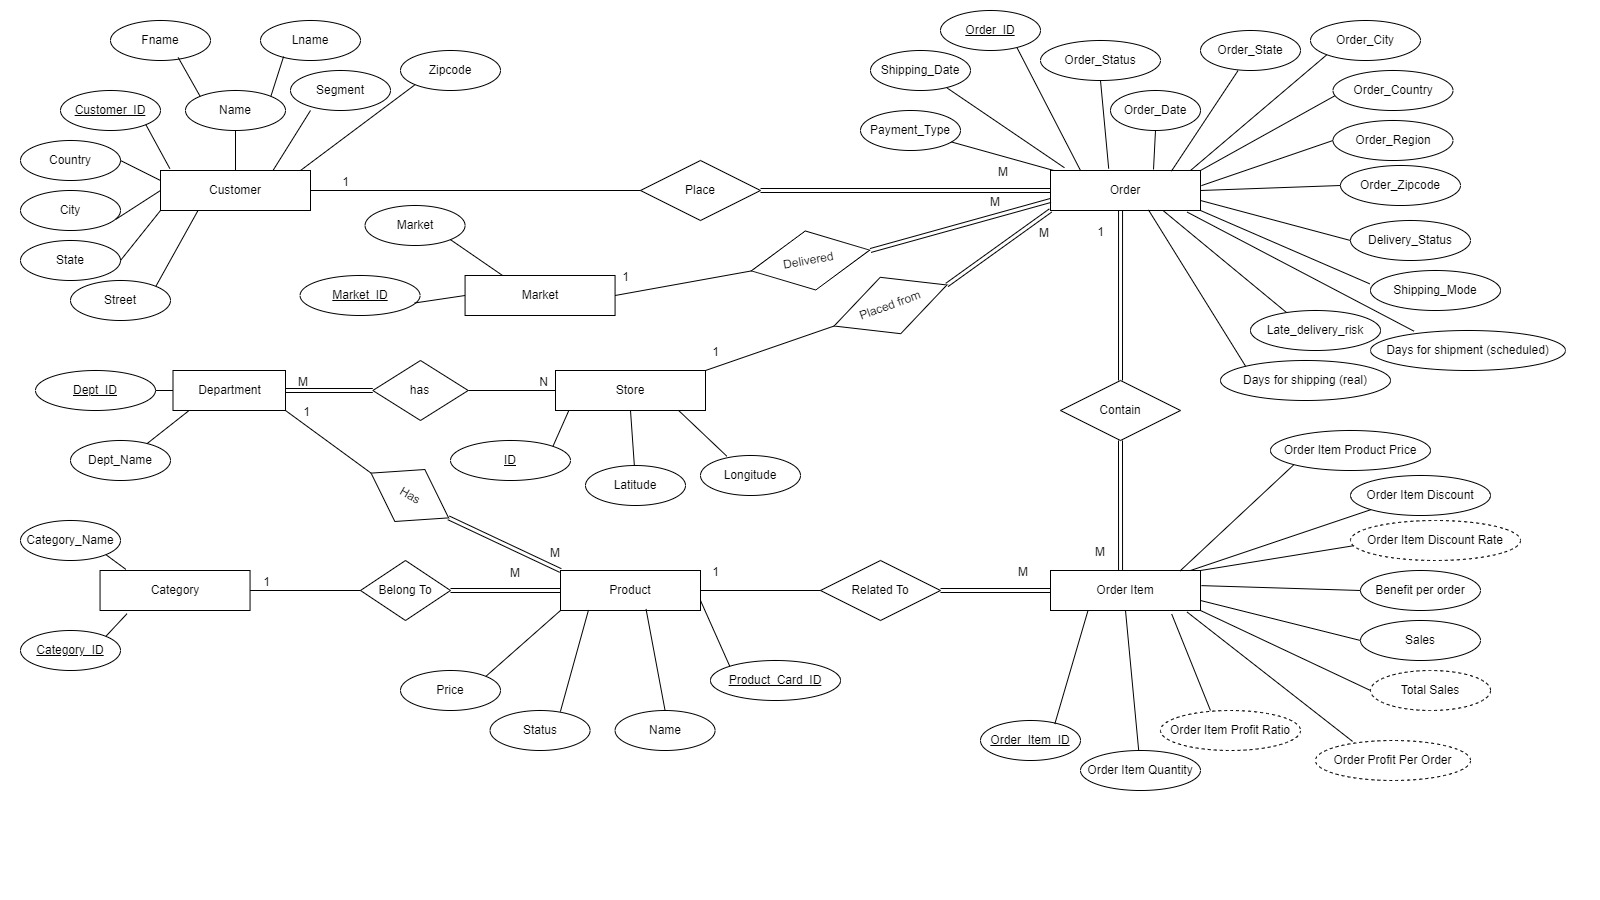 Fname
Lname
Order_ID
Order_City
Order_State
Order_Status
Shipping_Date
Zipcode
Segment
Order_Country
Customer_ID
Name
Order_Date
Payment_Type
Order_Region
Country
M
1
Customer
Place
Order
Order_Zipcode
City
M
Market
M
1
Delivery_Status
State
Delivered
1
Market_ID
Market
Shipping_Mode
Street
Placed from
Late_delivery_risk
1
Days for shipment (scheduled)
M
N
Days for shipping (real)
Dept_ID
Department
has
Store
1
Contain
Dept_Name
ID
Latitude
Longitude
Order Item Product Price
Has
Order Item Discount
Category_Name
M
M
Order Item Discount Rate
1
M
1
M
Category
Belong To
Product
Related To
Order Item
Benefit per order
Sales
Category_ID
Price
Product_Card_ID
Total Sales
Status
Name
Order_Item_ID
Order Item Profit Ratio
Order Item Quantity
Order Profit Per Order